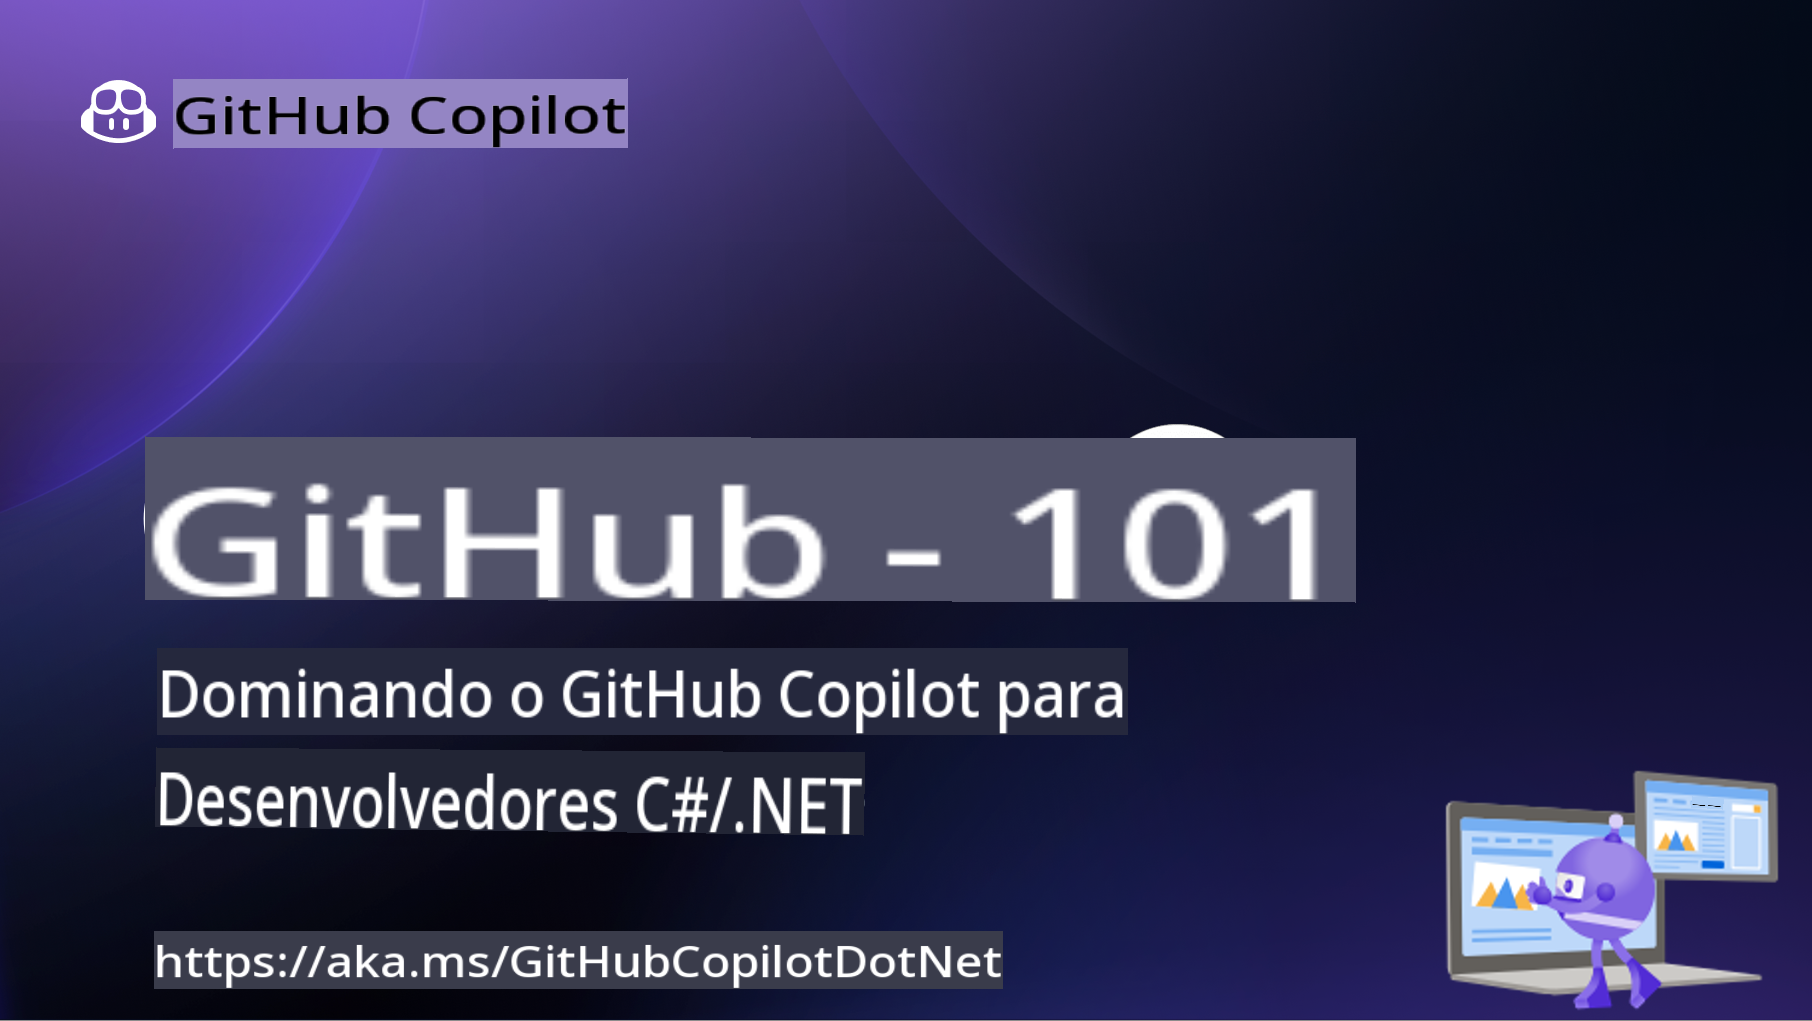 GitHub Copilot
GitHub - 101
Dominando o GitHub Copilot para
Desenvolvedores C#/.NET
https://aka.ms/GitHubCopilotDotNet